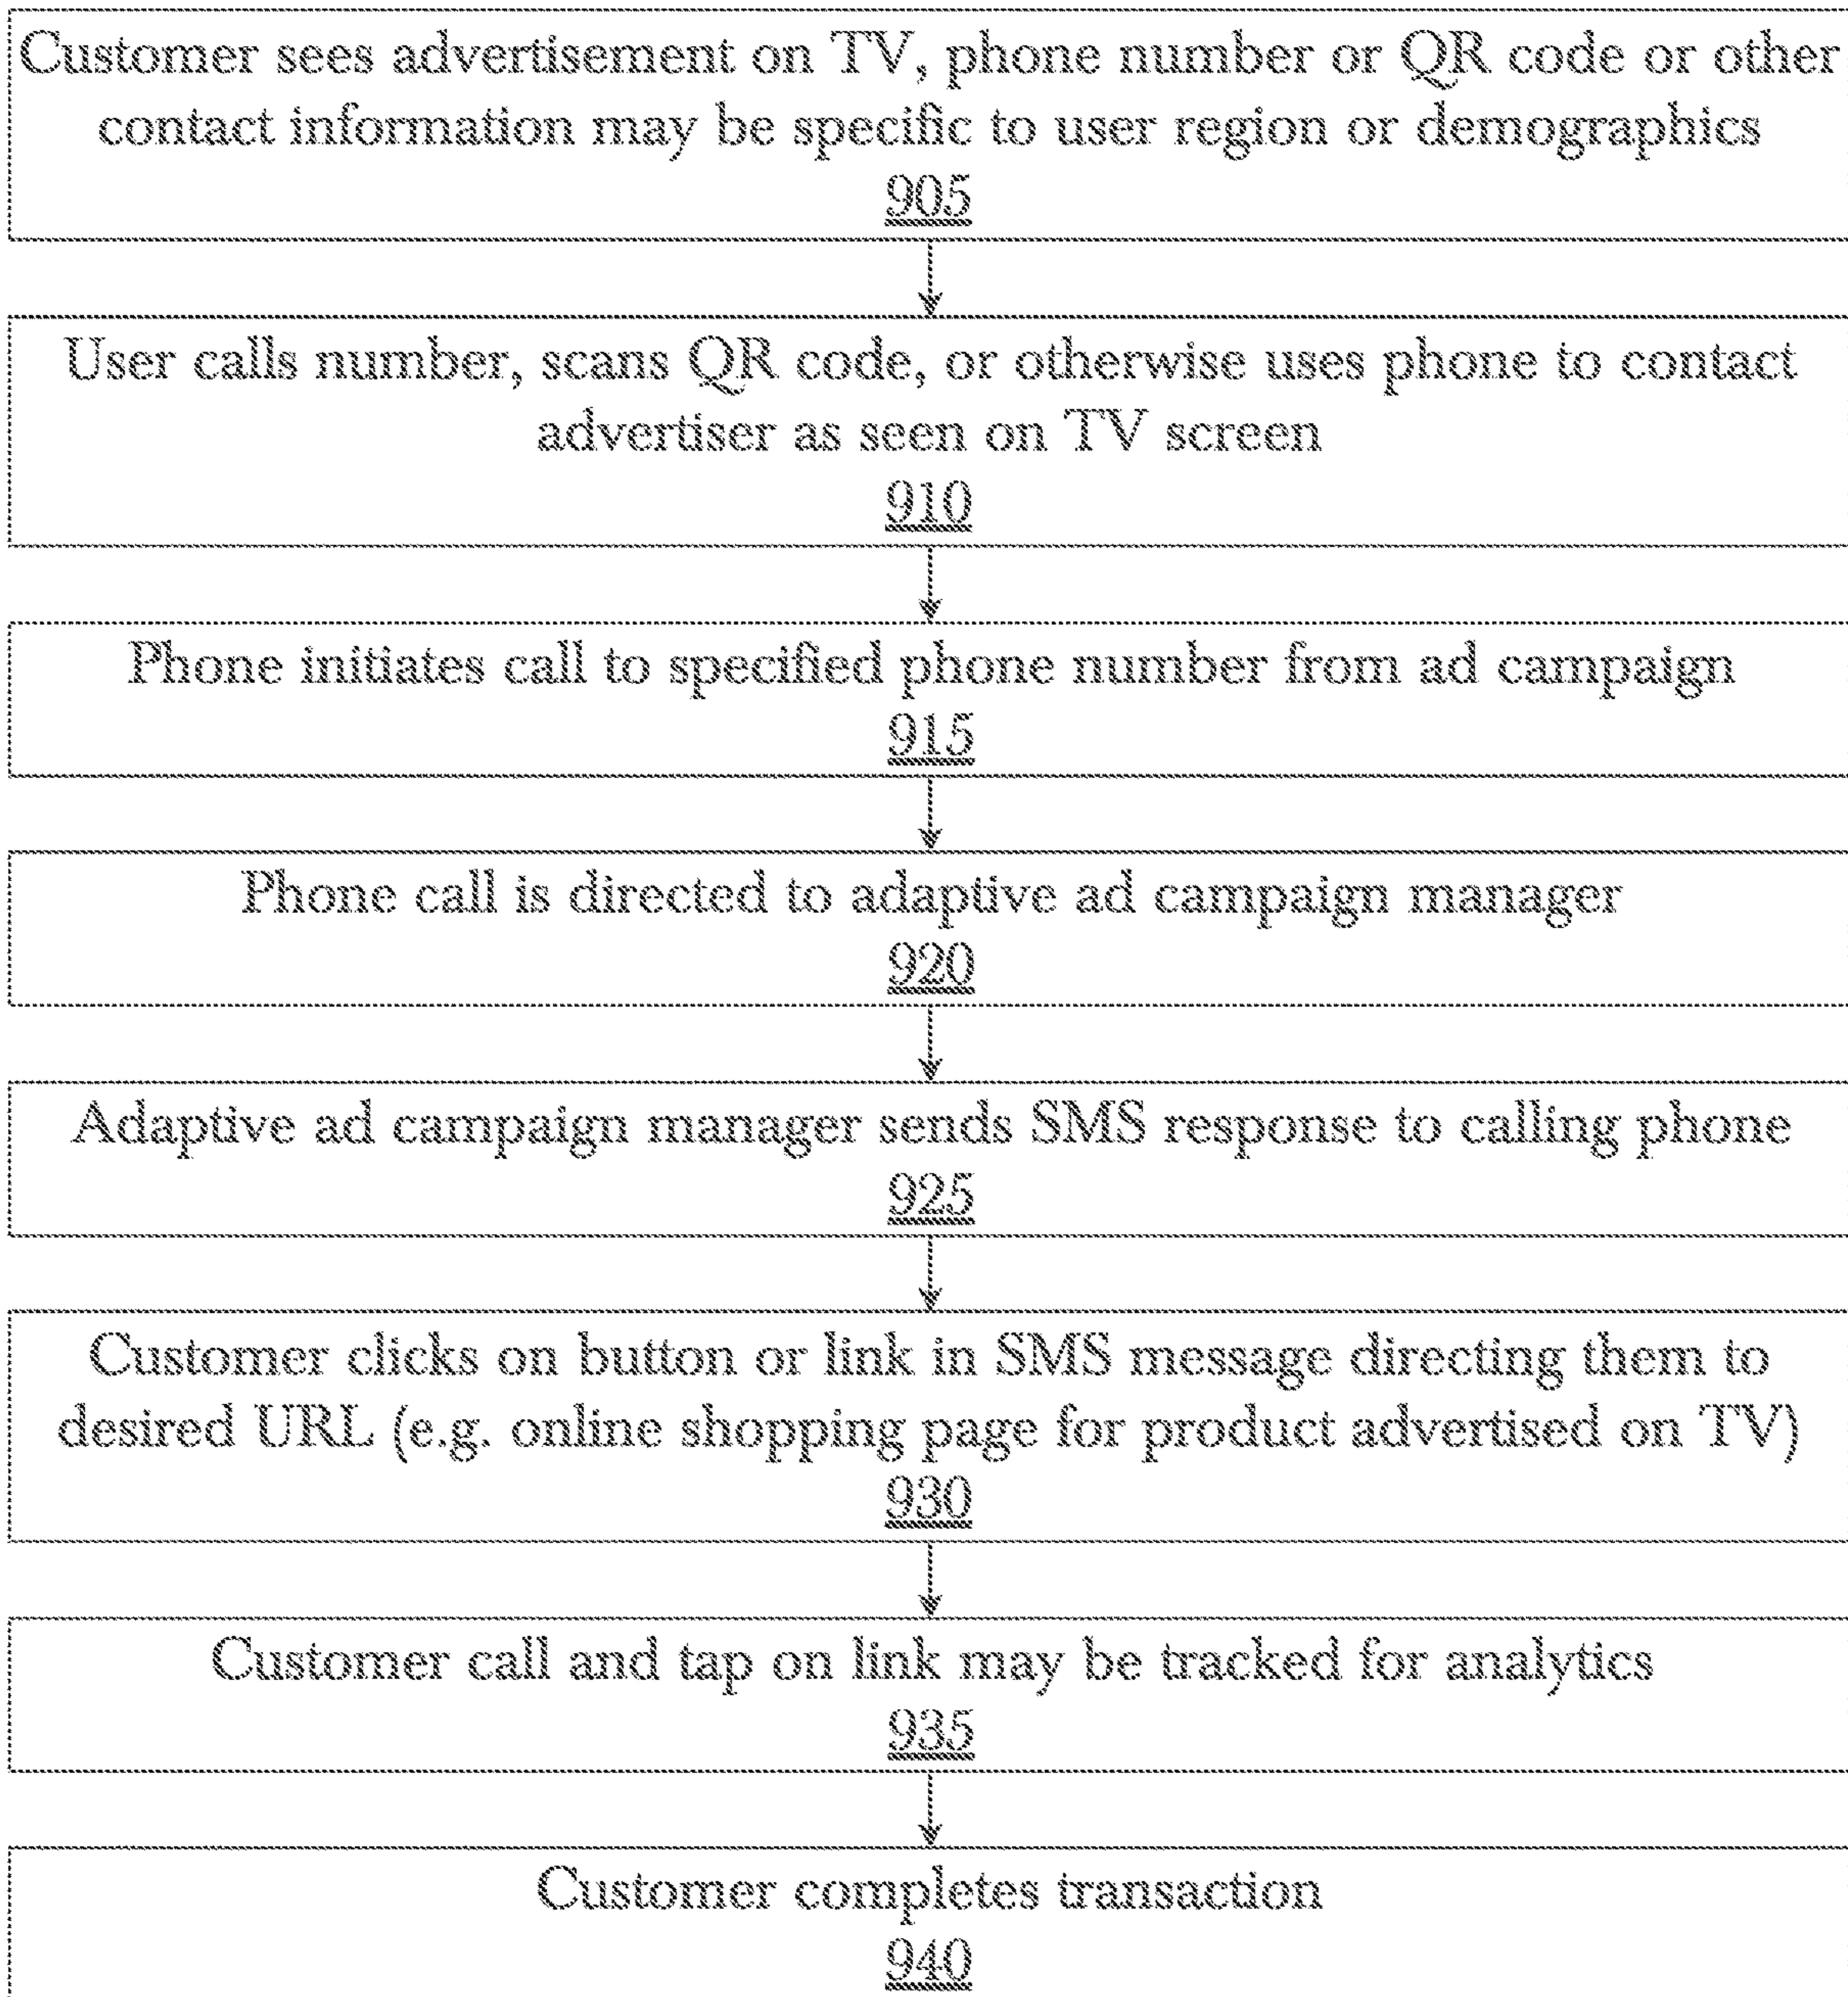 Customer sees advertisement on TV, phone number or QR code or other
contact information may be specific to user region or demographics
905
User calls number, scans QR code, or otherwise uses phone to contact
advertiser as seen on TV screen
910
Phone initiates call to specified phone number from ad campaign
915
Phone call is directed to adaptive ad campaign manager
920
Adaptive ad campaign manager sends SMS response to calling phone
925
Customer clicks on button or link in SMS message directing them to
desired URL (e.g. online shopping page for product advertised on TV)
930
Customer call and tap on link may be tracked for analytics
935
Customer completes transaction
940